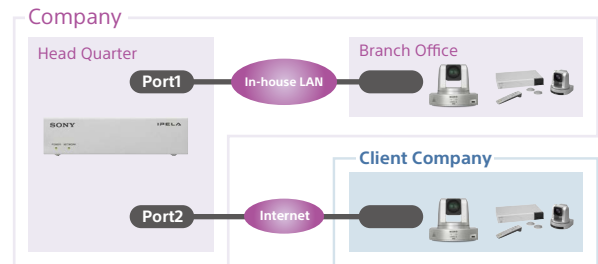 Company
Head Quarter
Branch Office
Port1
In-house LAN
SONY
IPELA
Client Company
Port2
Internet